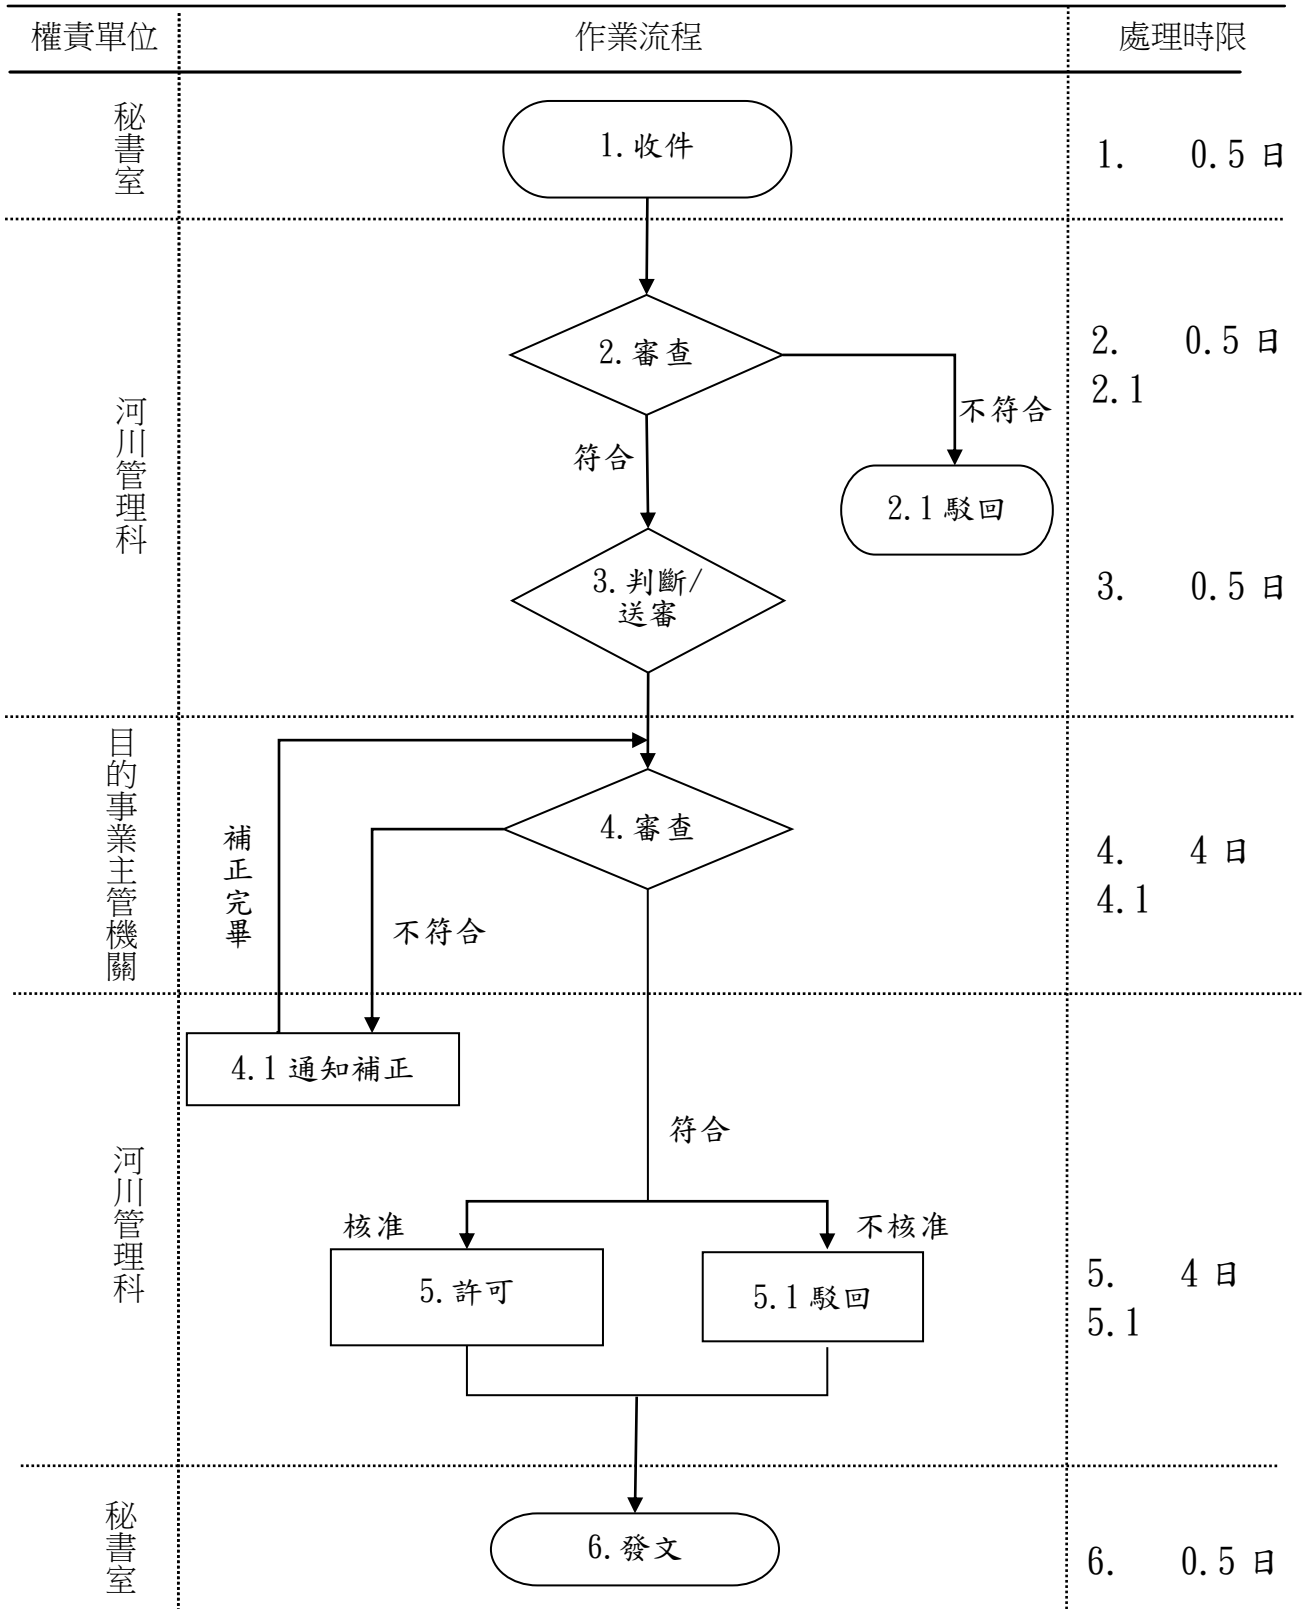 權責單位
作業流程
處理時限
秘書室
1.收件
1. 0.5 日
河川管理科
2.審查
2. 0.5 日
2.1
不符合
符合
2.1 駁回
3.判斷/
送審
3. 0.5 日
目的事業主管機關
4.審查
補正完畢
不符合
4. 4 日
4.1
河川管理科
4.1 通知補正
符合
核准
不核准
5.許可
5.1 駁回
5. 4 日
5.1
秘書室
6.發文
6. 0.5 日